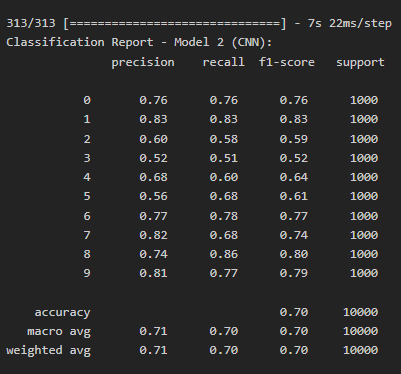 313/313 [==============================] - 7s 22ms/step
Classification Report - Model 2 (CNN):
precision recall f1-score support
0 0.76 0.76 0.76 1000
1 0.83 0.83 0.83 1000
2 0.60 0.58 0.59 1000
3 0.52 0.51 0.52 1000
4 0.68 0.60 0.64 1000
5 0.56 0.68 0.61 1000
6 0.77 0.78 0.77 1000
7 0.82 0.68 0.74 1000
8 0.74 0.86 0.80 1000
9 0.81 0.77 0.79 1000
accuracy 0.70 10000
macro avg 0.71 0.70 0.70 10000
weighted avg 0.71 0.70 0.70 10000